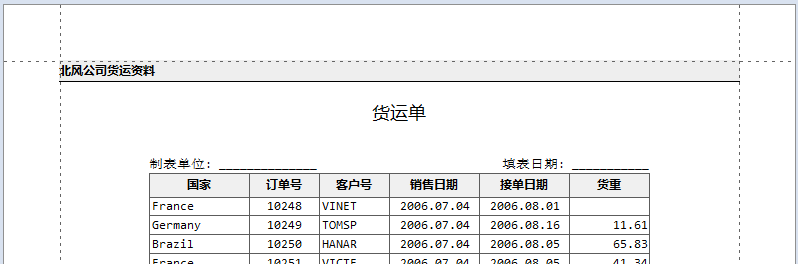 北风公司货运资料
货运单
制表单位: ______________ 填表日期: ___________
国家 订单号 客户号 销售日期 接单日期 货重
France 10248 VINET 2006.07.04 2006.08.01
Germany 10249 TOMSP 2006.07.04 2006.08.16 11.61
Brazil 10250 HANAR 2006.07.04 2006.08.05 65.83
France 10251 VICTE 2006.07.04 2006.08.05 41.34